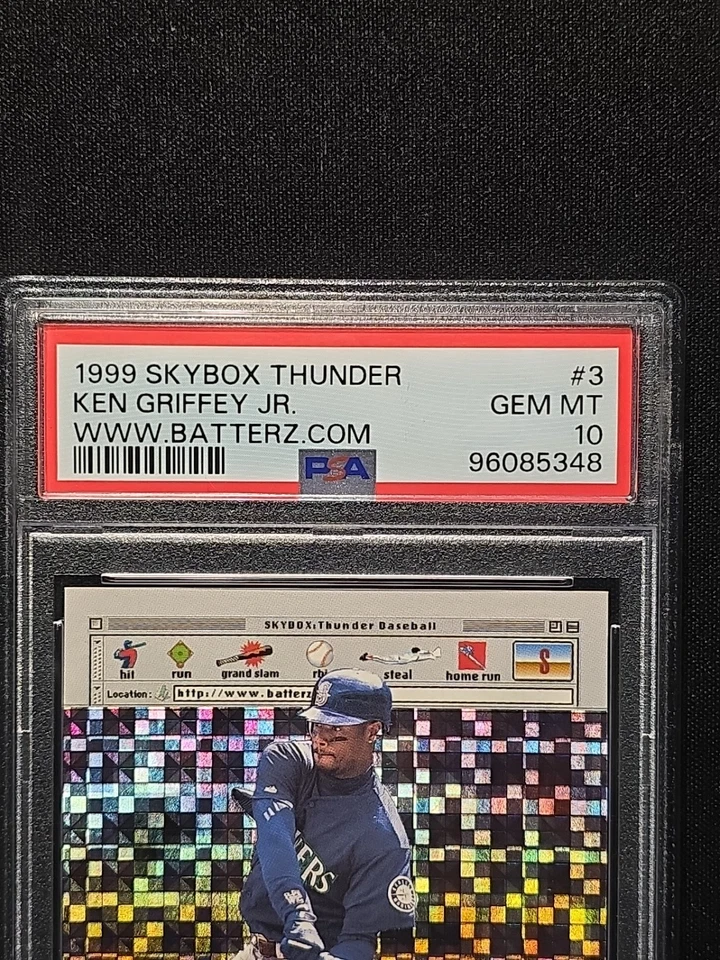 1999 SKYBOX THUNDER #3
KEN GRIFFEY JR. GEM MT
WWW.BATTERZ.COM 10
PSA 96085348
SKYBOX:Thunder Baseball
hit run grand slam rbi steal home run
S
Location: http://www.batterz
S